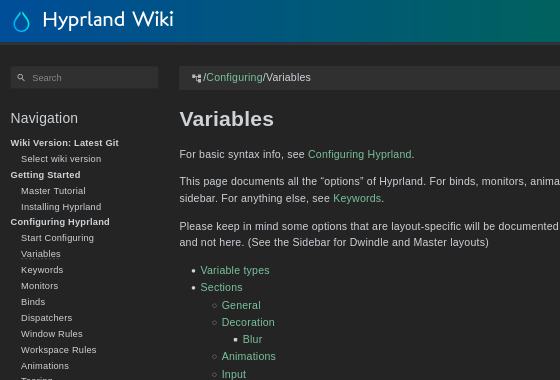 Hyprland Wiki
Search
/Configuring/Variables
Navigation
Wiki Version: Latest Git
Select wiki version
Getting Started
Master Tutorial
Installing Hyprland
Configuring Hyprland
Start Configuring
Variables
Keywords
Monitors
Binds
Dispatchers
Window Rules
Workspace Rules
Animations
Variables
For basic syntax info, see Configuring Hyprland.
This page documents all the “options” of Hyprland. For binds, monitors, anima
sidebar. For anything else, see Keywords.
Please keep in mind some options that are layout-specific will be documented
and not here. (See the Sidebar for Dwindle and Master layouts)
Variable types
Sections
General
Decoration
Blur
Animations
Input